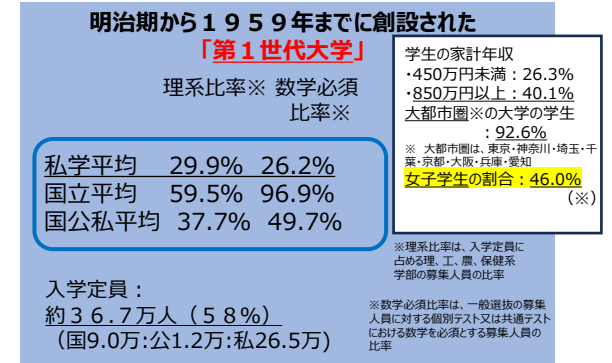 明治期から１９５９年までに創設された
「第１世代大学」
理系比率※ 数学必須
比率※
私学平均 29.9% 26.2%
国立平均 59.5% 96.9%
国公私平均 37.7% 49.7%
入学定員：
約３６.７万人（５８％）
（国9.0万:公1.2万:私26.5万)
学生の家計年収
・450万円未満：26.3%
・850万円以上：40.1%
大都市圏※の大学の学生
：92.6%
※ 大都市圏は、東京・神奈川・埼玉・千
葉・京都・大阪・兵庫・愛知
女子学生の割合：46.0%
（※）
※理系比率は、入学定員に
占める理、工、農、保健系
学部の募集人員の比率
※数学必須比率は、一般選抜の募集
人員に対する個別テスト又は共通テスト
における数学を必須とする募集人員の
比率